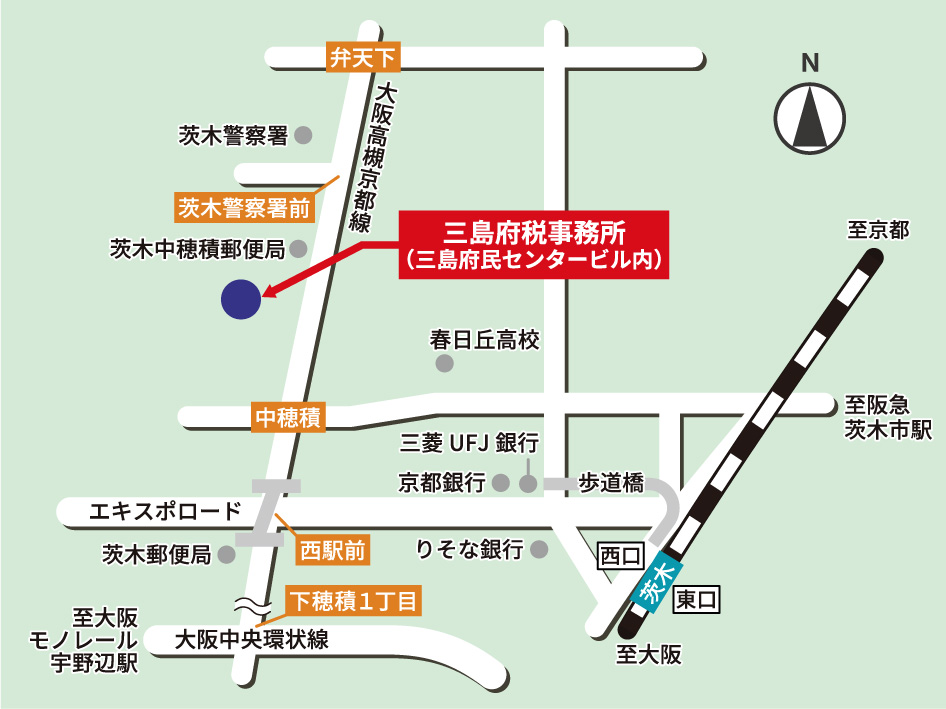 弁天下
N
大阪高槻京都線
茨木警察署
茨木警察署前
三島府税事務所
（三島府民センタービル内）
至京都
茨木中穂積郵便局
春日丘高校
中穂積
至阪急
茨木市駅
三菱 UFJ 銀行
京都銀行
歩道橋
エキスポロード
西駅前
りそな銀行
茨木郵便局
西口
茨木
東口
下穂積１丁目
至大阪
モノレール
宇野辺駅
大阪中央環状線
至大阪